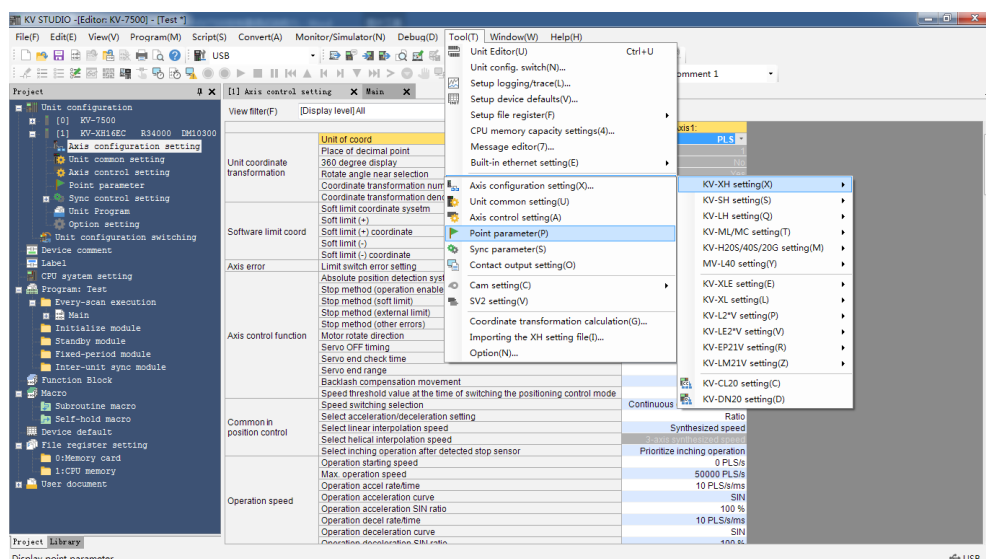 KV STUDIO -[Editor: KV-7500] - [Test *]
File(F) Edit(E) View(V) Program(M) Script(S) Convert(A) Monitor/Simulator(N) Debug(D) Tool(T) Window(W) Help(H)
USB
omment 1
Project
[1] Axis control setting
Main
View filter(F) [Display level] All
Unit configuration
[0] KV-7500
[1] KV-XH16EC R34000 DM10300
Axis configuration setting
Unit common setting
Axis control setting
Point parameter
Sync control setting
Unit Program
Option setting
Unit configuration switching
Device comment
Label
CPU system setting
Program: Test
Every-scan execution
Main
Initialize module
Standby module
Fixed-period module
Inter-unit sync module
Function Block
Macro
Subroutine macro
Self-hold macro
Device default
File register setting
0:Memory card
1:CPU memory
User document
Project Library
Unit coordinate transformation
Software limit coord
Axis error
Axis control function
Common in position control
Operation speed
Unit of coord
Place of decimal point
360 degree display
Rotate angle near selection
Coordinate transformation num
Coordinate transformation deno
Soft limit coordinate sysetm
Soft limit (+)
Soft limit (+) coordinate
Soft limit (-)
Soft limit (-) coordinate
Limit switch error setting
Absolute position detection syst
Stop method (operation enable
Stop method (soft limit)
Stop method (external limit)
Stop method (other errors)
Motor rotate direction
Servo OFF timing
Servo end check time
Servo end range
Backlash compensation movement
Speed threshold value at the time of switching the positioning control mode
Speed switching selection
Continuous
Select acceleration/deceleration setting
Ratio
Select linear interpolation speed
Synthesized speed
Select helical interpolation speed
3-axis synthesized speed
Select inching operation after detected stop sensor
Prioritize inching operation
Operation starting speed
0 PLS/s
Max. operation speed
50000 PLS/s
Operation accel rate/time
10 PLS/s/ms
Operation acceleration curve
SIN
Operation acceleration SIN ratio
100 %
Operation decel rate/time
10 PLS/s/ms
Operation deceleration curve
SIN
Operation deceleration SIN ratio
100 %
Axis1:
PLS
1
No
Yes
Unit Editor(U) Ctrl+U
Unit config. switch(N)...
Setup logging/trace(L)...
Setup device defaults(V)...
Setup file register(F)
CPU memory capacity settings(4)...
Message editor(7)...
Built-in ethernet setting(E)
Axis configuration setting(X)...
Unit common setting(U)
Axis control setting(A)
Point parameter(P)
Sync parameter(S)
Contact output setting(O)
Cam setting(C)
SV2 setting(V)
Coordinate transformation calculation(G)...
Importing the XH setting file(I)...
Option(N)...
KV-XH setting(X)
KV-SH setting(S)
KV-LH setting(Q)
KV-ML/MC setting(T)
KV-H20S/40S/20G setting(M)
MV-L40 setting(Y)
KV-XLE setting(E)
KV-XL setting(L)
KV-L2*V setting(P)
KV-LE2*V setting(V)
KV-EP21V setting(R)
KV-LM21V setting(Z)
KV-CL20 setting(C)
KV-DN20 setting(D)
Display point parameter
USB